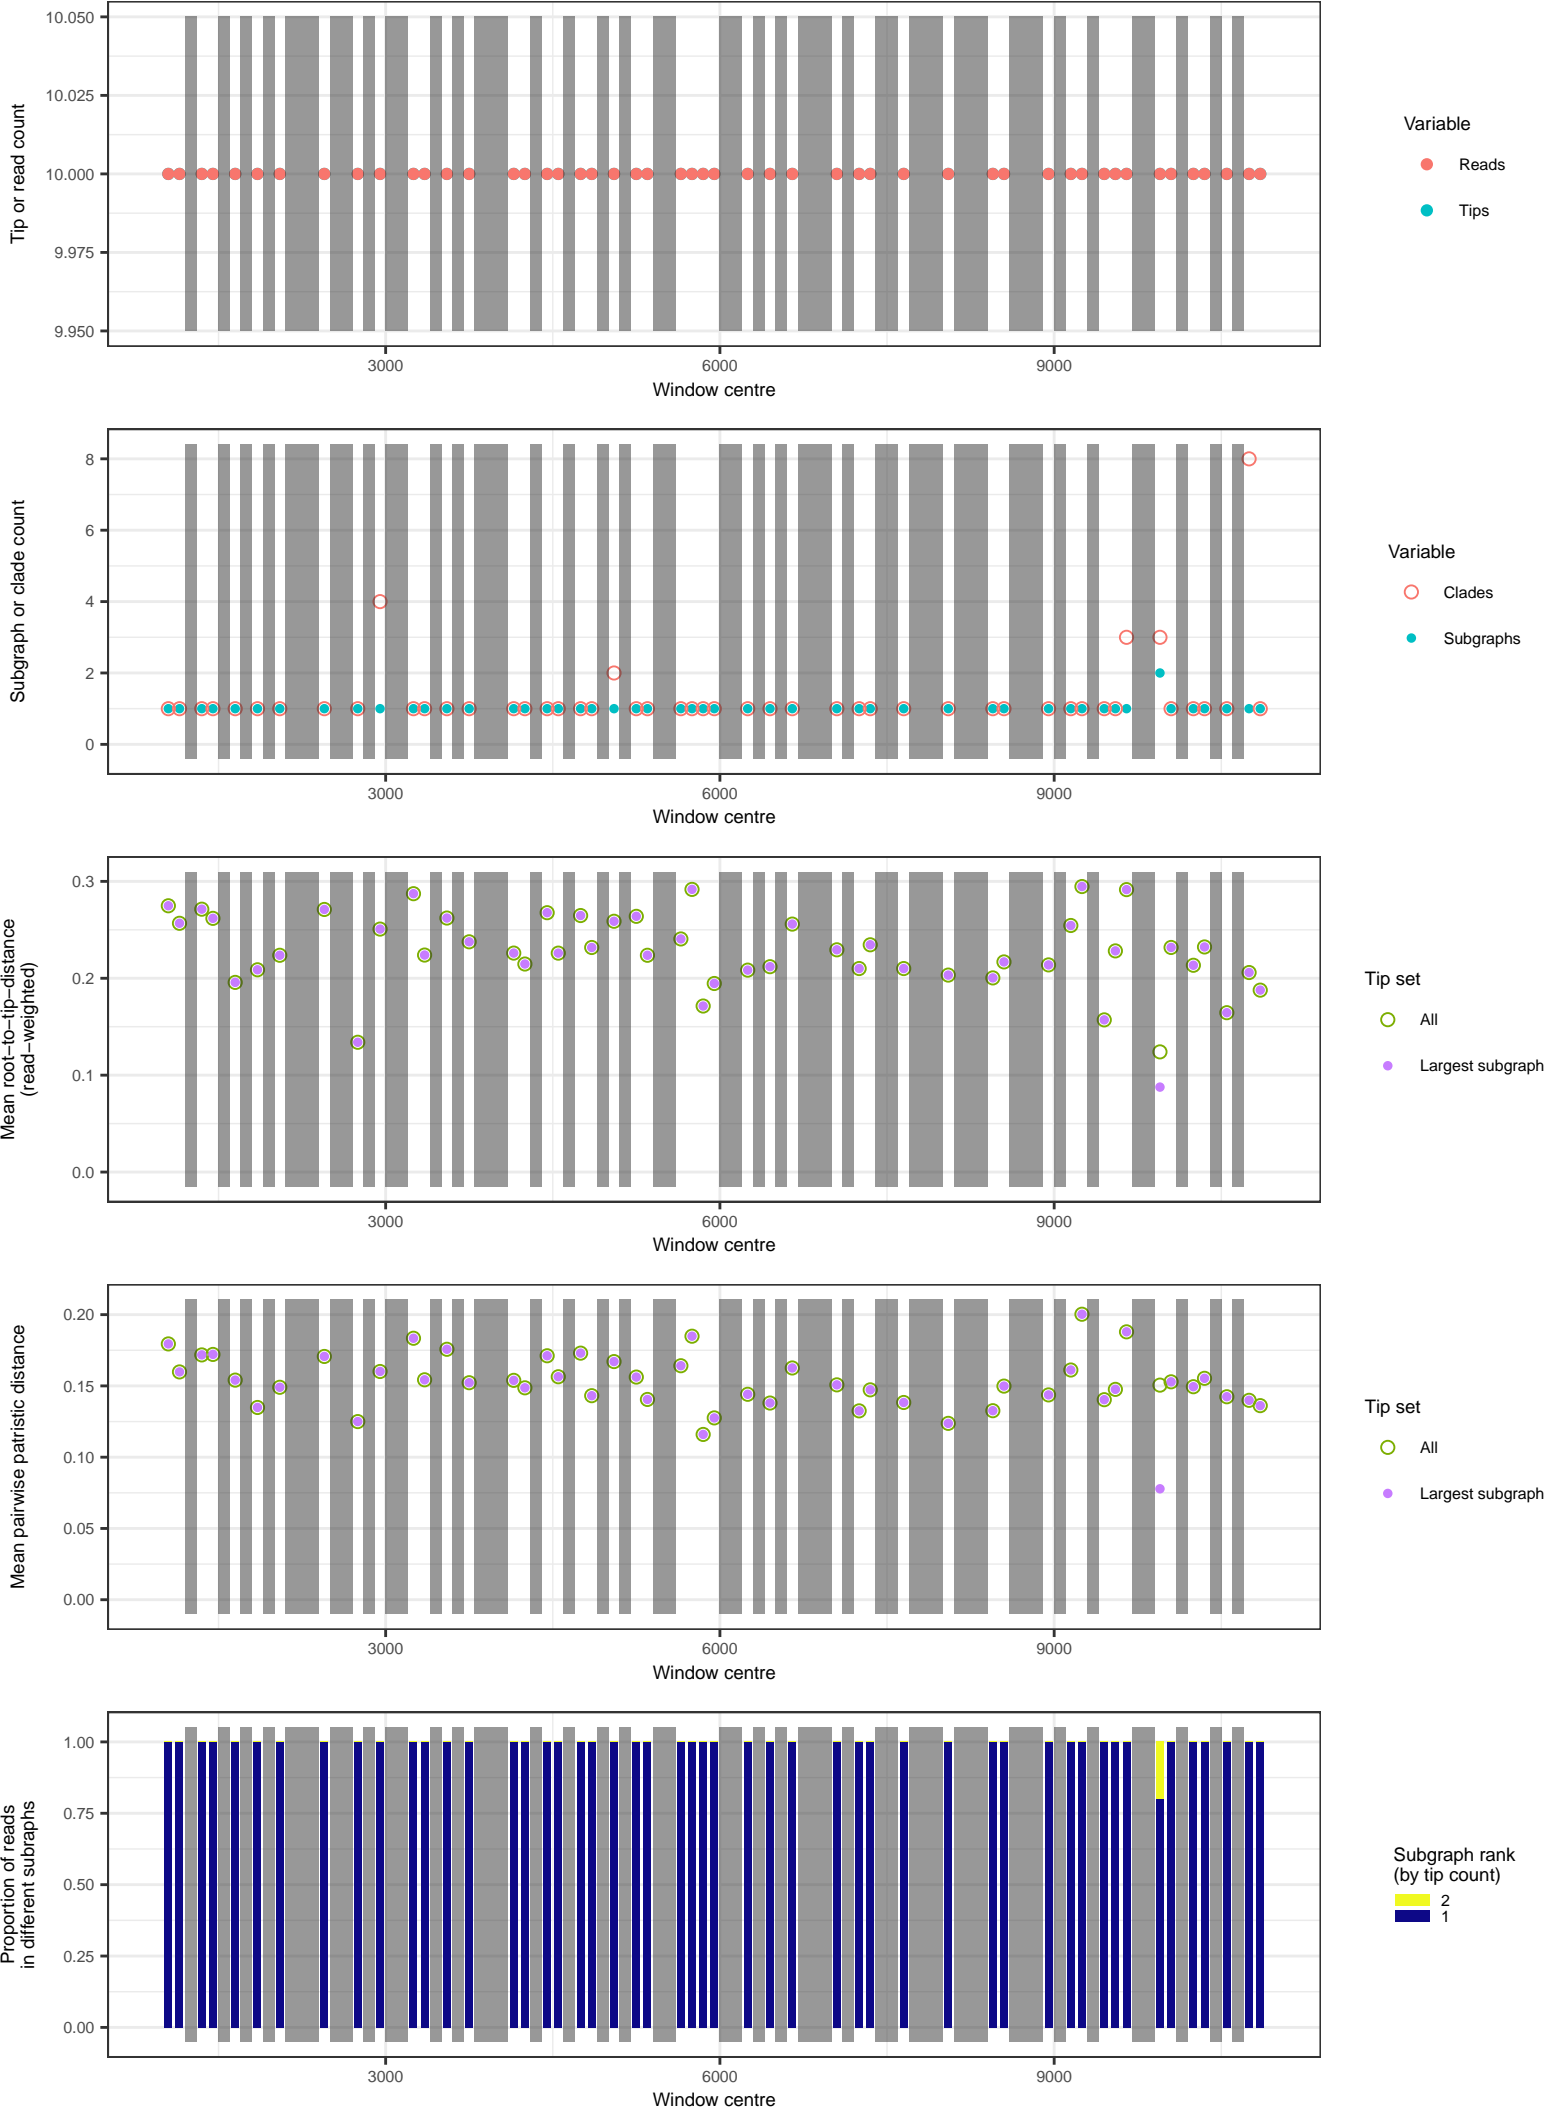 10.050
10.025
10.000
9.975
9.950
Tip or read count
3000
6000
9000
Window centre
Variable
Reads
Tips
8
6
4
2
0
Subgraph or clade count
3000
6000
9000
Window centre
Variable
Clades
Subgraphs
0.3
0.2
0.1
0.0
Mean root−to−tip−distance
(read−weighted)
3000
6000
9000
Window centre
Tip set
All
Largest subgraph
0.20
0.15
0.10
0.05
0.00
Mean pairwise patristic distance
3000
6000
9000
Window centre
Tip set
All
Largest subgraph
1.00
0.75
0.50
0.25
0.00
Proportion of reads
in different subraphs
3000
6000
9000
Window centre
Subgraph rank
(by tip count)
2
1